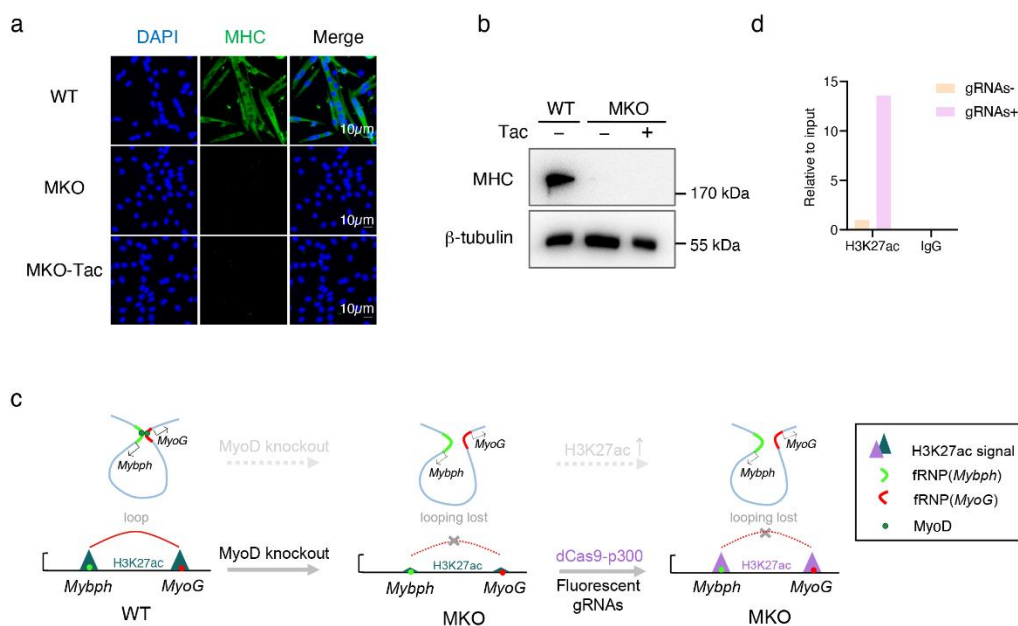 a
DAPI MHC Merge
WT
10μm
MKO
10μm
MKO-Tac
10μm
b
WT MKO
Tac – – +
MHC
170 kDa
β-tubulin
55 kDa
d
Relative to input
15
10
5
0
H3K27ac IgG
gRNAs-
gRNAs+
c
MyoG
Mybph
loop
H3K27ac
Mybph MyoG
WT
MyoD knockout
MyoD knockout
MyoG
Mybph
looping lost
H3K27ac
Mybph MyoG
MKO
H3K27ac
dCas9-p300
Fluorescent
gRNAs
MyoG
Mybph
looping lost
H3K27ac
Mybph MyoG
MKO
H3K27ac signal
fRNP(Mybph)
fRNP(MyoG)
MyoD